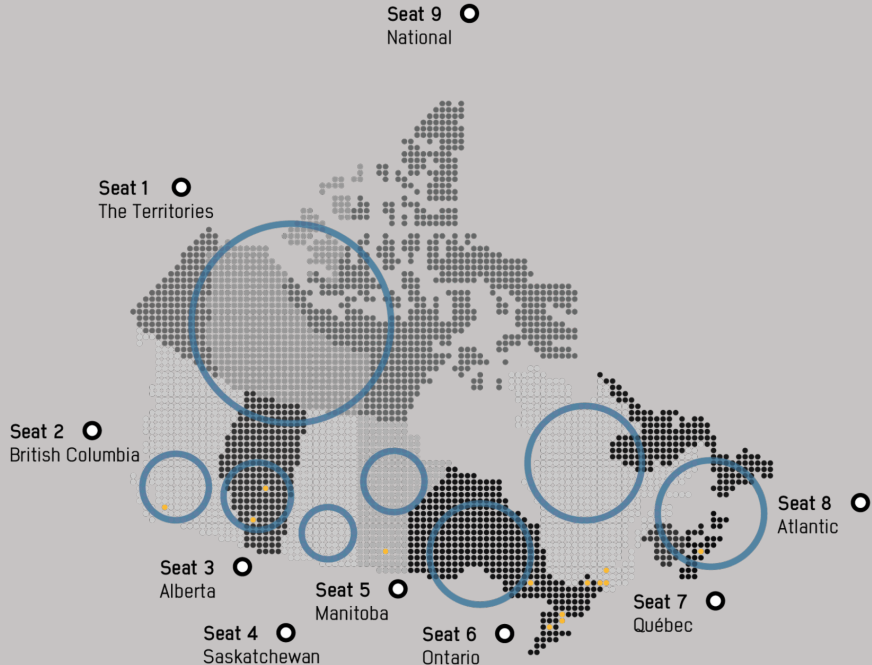 Seat 9
National
Seat 1
The Territories
Seat 2
British Columbia
Seat 8
Atlantic
Seat 3
Alberta
Seat 5
Manitoba
Seat 7
Québec
Seat 4
Saskatchewan
Seat 6
Ontario